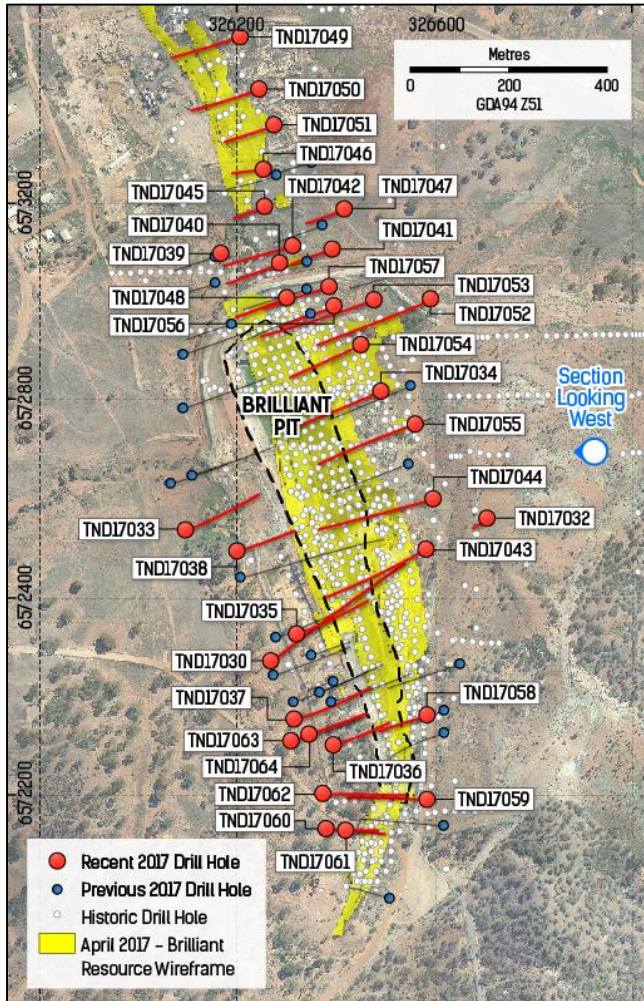 326200
326600
Metres
0
200
400
GDA94 Z51
TND17049
TND17050
TND17051
TND17046
TND17045
TND17042
TND17047
6573200
TND17040
TND17041
TND17039
TND17057
TND17048
TND17053
TND17056
TND17052
TND17054
6572800
TND17034
BRILLIANT
PIT
Section
Looking
West
TND17055
TND17044
TND17033
TND17032
TND17038
TND17043
6572400
TND17035
TND17030
TND17037
TND17058
TND17063
TND17064
TND17036
6572200
TND17062
TND17059
TND17060
TND17061
Recent 2017 Drill Hole
Previous 2017 Drill Hole
Historic Drill Hole
April 2017 – Brilliant
Resource Wireframe